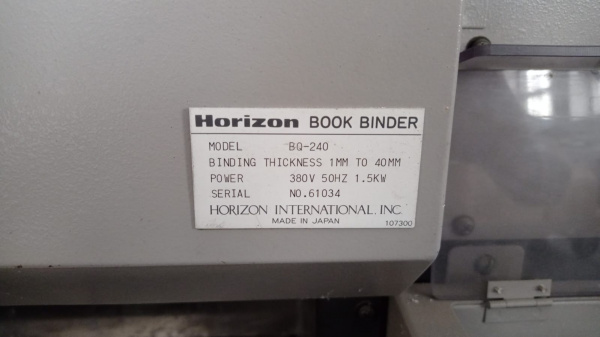 Horizon BOOK BINDER
MODEL BQ-240
BINDING THICKNESS 1MM TO 40MM
POWER 380V 50HZ 1.5KW
SERIAL NO.61034
HORIZON INTERNATIONAL. INC.
MADE IN JAPAN
107300